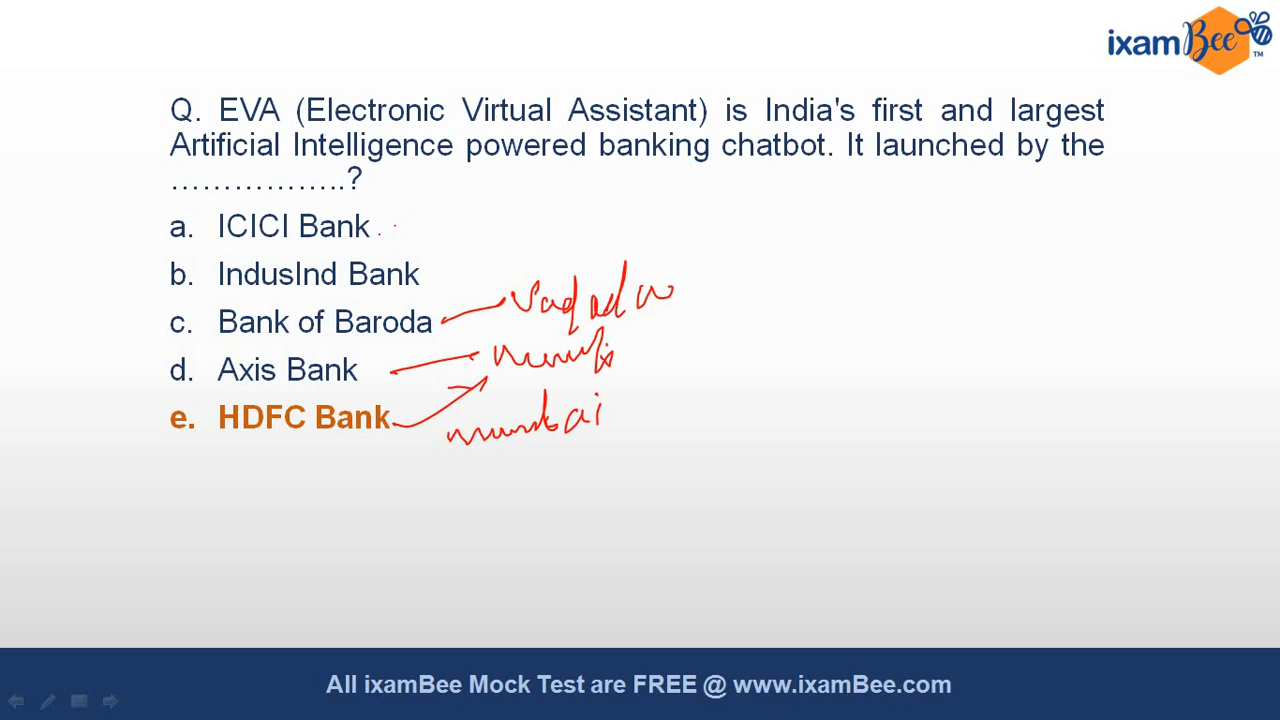 ixamBee
TM
Q. EVA (Electronic Virtual Assistant) is India's first and largest
Artificial Intelligence powered banking chatbot. It launched by the
……………..?
a. ICICI Bank
b. IndusInd Bank
c. Bank of Baroda
d. Axis Bank
e. HDFC Bank
mumbai
All ixamBee Mock Test are FREE @ www.ixamBee.com